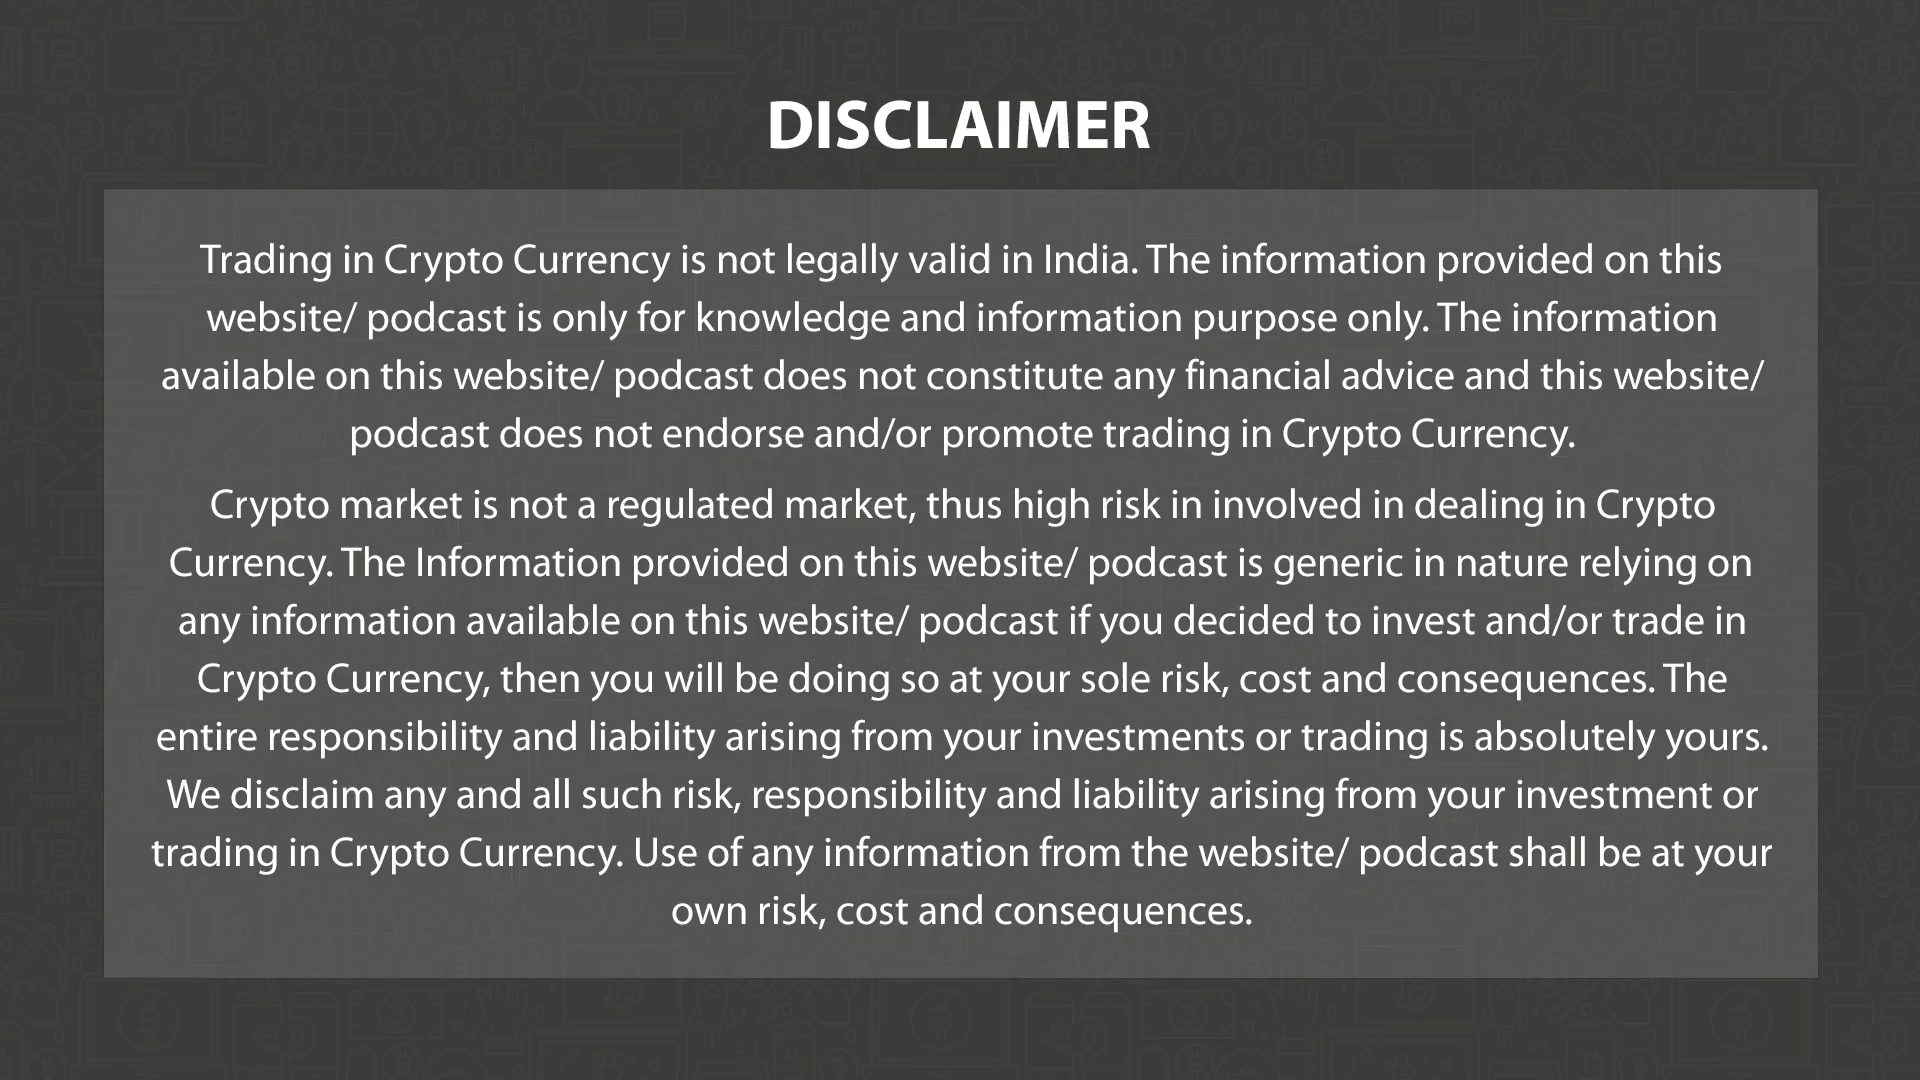 DISCLAIMER
Trading in Crypto Currency is not legally valid in India. The information provided on this
website/ podcast is only for knowledge and information purpose only. The information
available on this website/ podcast does not constitute any financial advice and this website/
podcast does not endorse and/or promote trading in Crypto Currency.
Crypto market is not a regulated market, thus high risk in involved in dealing in Crypto
Currency. The Information provided on this website/ podcast is generic in nature relying on
any information available on this website/ podcast if you decided to invest and/or trade in
Crypto Currency, then you will be doing so at your sole risk, cost and consequences. The
entire responsibility and liability arising from your investments or trading is absolutely yours.
We disclaim any and all such risk, responsibility and liability arising from your investment or
trading in Crypto Currency. Use of any information from the website/ podcast shall be at your
own risk, cost and consequences.